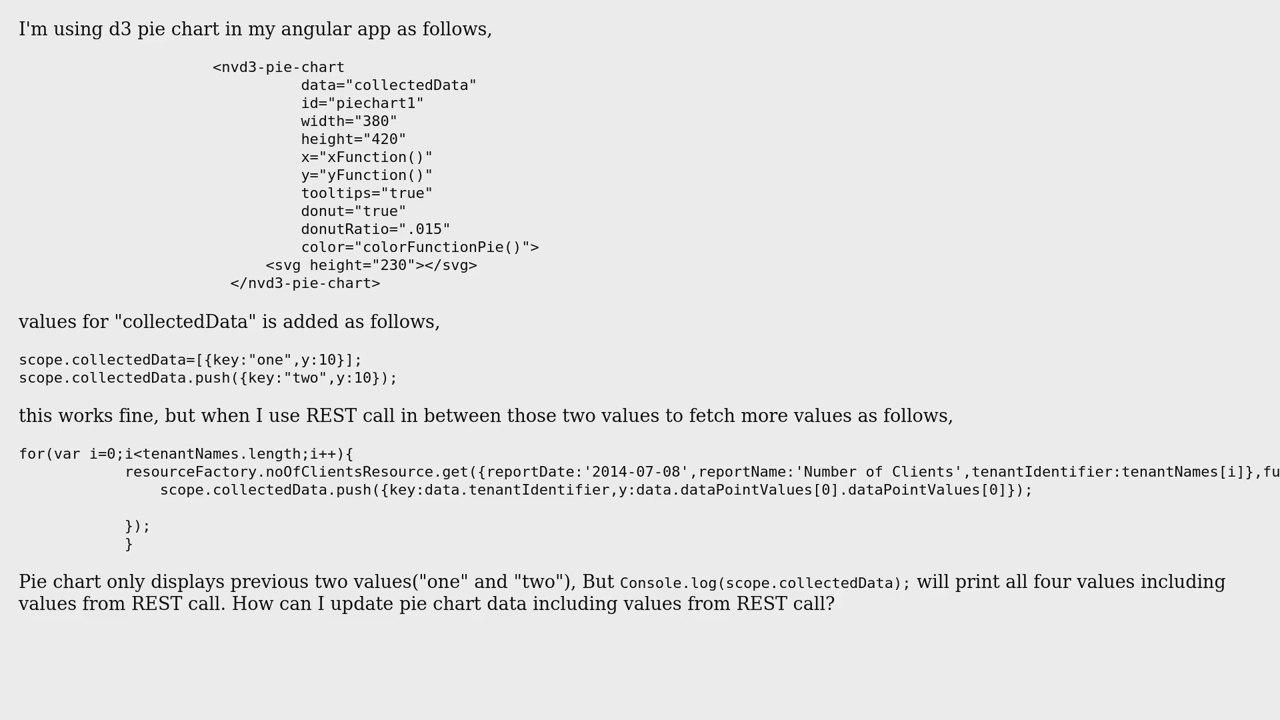 I'm using d3 pie chart in my angular app as follows,
<nvd3-pie-chart
data="collectedData"
id="piechart1"
width="380"
height="420"
x="xFunction()"
y="yFunction()"
tooltips="true"
donut="true"
donutRatio=".015"
color="colorFunctionPie()">
<svg height="230"></svg>
</nvd3-pie-chart>
values for "collectedData" is added as follows,
scope.collectedData=[{key:"one",y:10}];
scope.collectedData.push({key:"two",y:10});
this works fine, but when I use REST call in between those two values to fetch more values as follows,
for(var i=0;i<tenantNames.length;i++){
resourceFactory.noOfClientsResource.get({reportDate:'2014-07-08',reportName:'Number of Clients',tenantIdentifier:tenantNames[i]},fu
scope.collectedData.push({key:data.tenantIdentifier,y:data.dataPointValues[0].dataPointValues[0]});
});
}
Pie chart only displays previous two values("one" and "two"), But Console.log(scope.collectedData); will print all four values including
values from REST call. How can I update pie chart data including values from REST call?